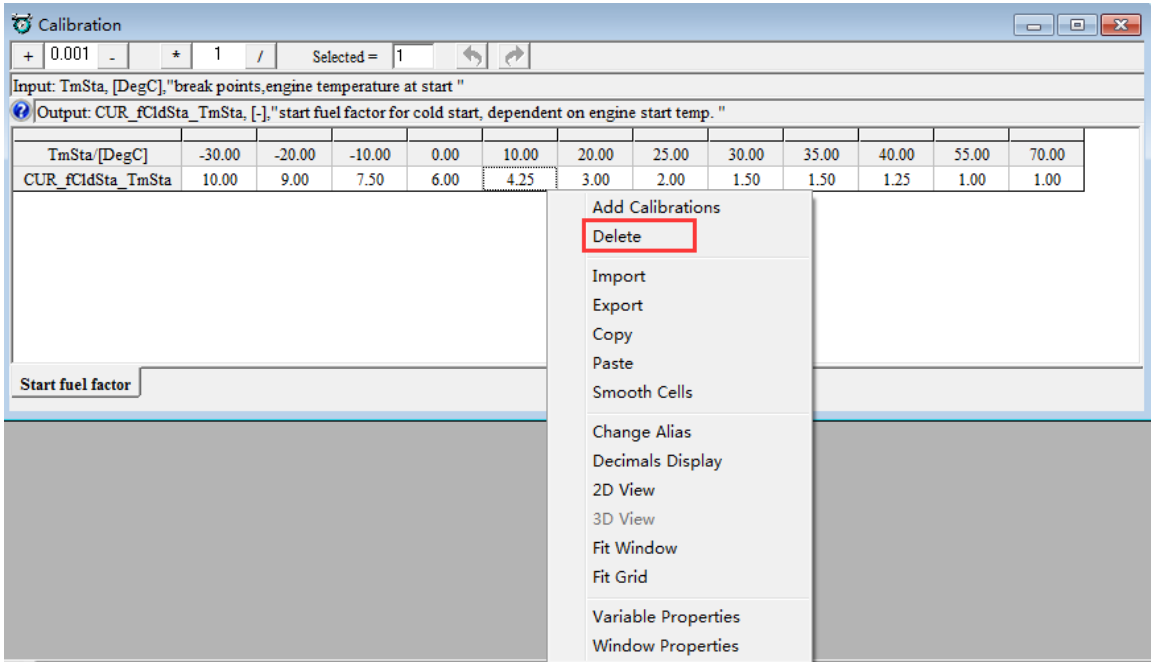 Calibration
+ 0.001 - * 1 / Selected = 1
Input: TmSta, [DegC],"break points,engine temperature at start "
Output: CUR_fCldSta_TmSta, [-],"start fuel factor for cold start, dependent on engine start temp. "
TmSta/[DegC] -30.00 -20.00 -10.00 0.00 10.00 20.00 25.00 30.00 35.00 40.00 55.00 70.00
CUR_fCldSta_TmSta 10.00 9.00 7.50 6.00 4.25 3.00 2.00 1.50 1.50 1.25 1.00 1.00
Add Calibrations
Delete
Import
Export
Copy
Paste
Smooth Cells
Change Alias
Decimals Display
2D View
3D View
Fit Window
Fit Grid
Variable Properties
Window Properties
Start fuel factor